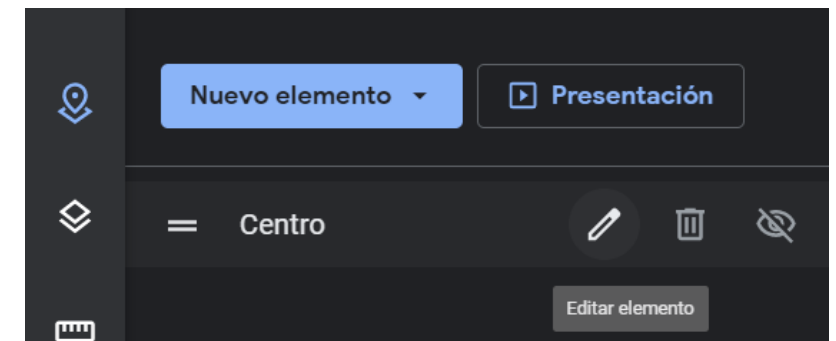 Nuevo elemento
Presentación
Centro
Editar elemento